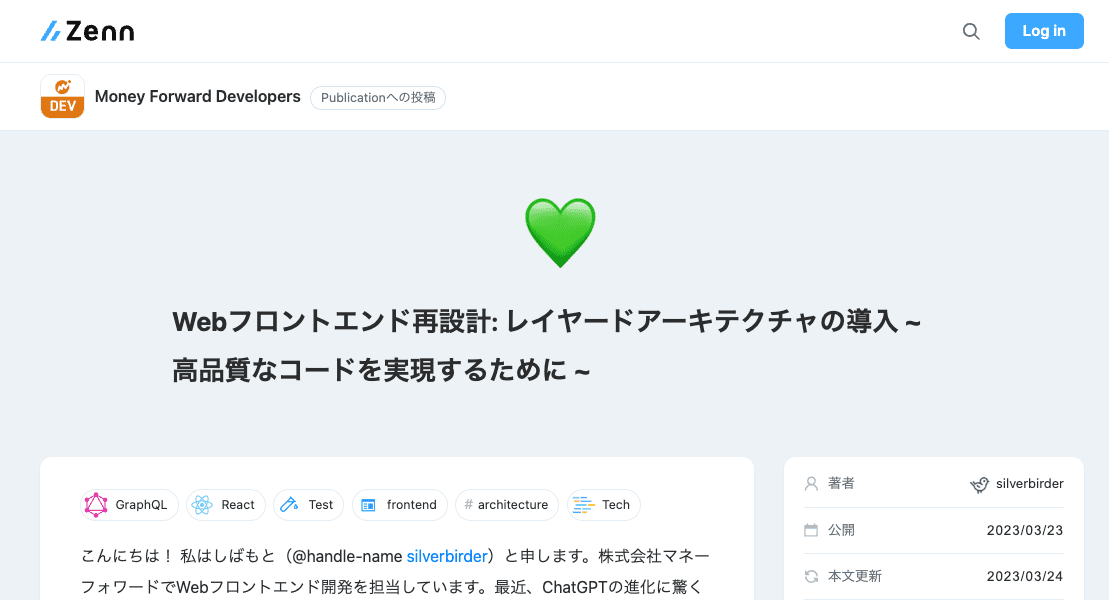 Zenn
Log in
DEV
Money Forward Developers
Publicationへの投稿
Webフロントエンド再設計: レイヤードアーキテクチャの導入 ~
高品質なコードを実現するために ~
GraphQL
React
Test
frontend
# architecture
Tech
こんにちは！ 私はしばもと（@handle-name silverbirder）と申します。株式会社マネー
フォワードでWebフロントエンド開発を担当しています。最近、ChatGPTの進化に驚く
著者
silverbirder
公開
2023/03/23
本文更新
2023/03/24